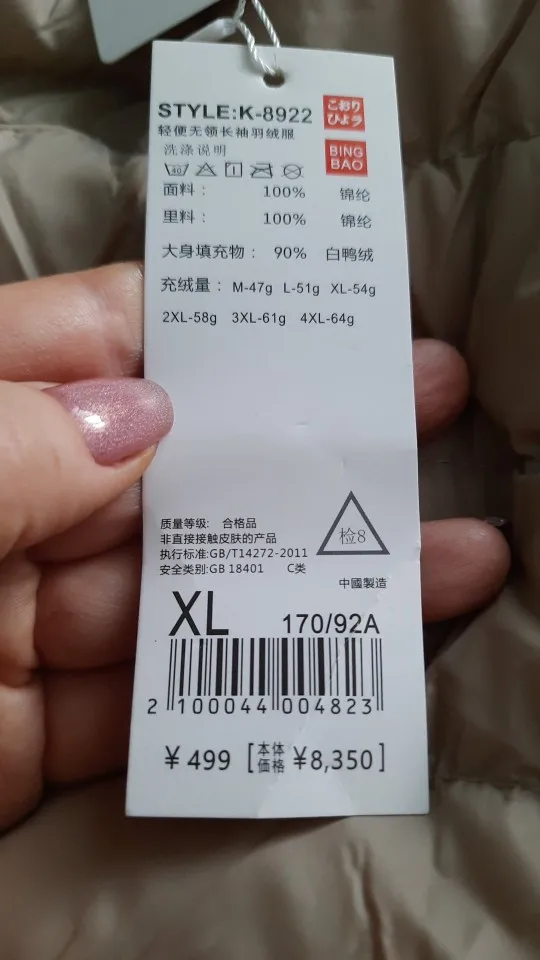 STYLE:K-8922
こおり
ひょう
轻便无领长袖羽绒服
BING
BAO
洗涤说明
面料： 100% 锦纶
里料： 100% 锦纶
大身填充物： 90% 白鸭绒
充绒量： M-47g L-51g XL-54g
2XL-58g 3XL-61g 4XL-64g
质量等级: 合格品
非直接接触皮肤的产品
执行标准:GB/T14272-2011
安全类别:GB 18401 C类
检8
中國製造
XL 170/92A
2 100044 004823
¥ 499 [本体価格 ¥8,350]